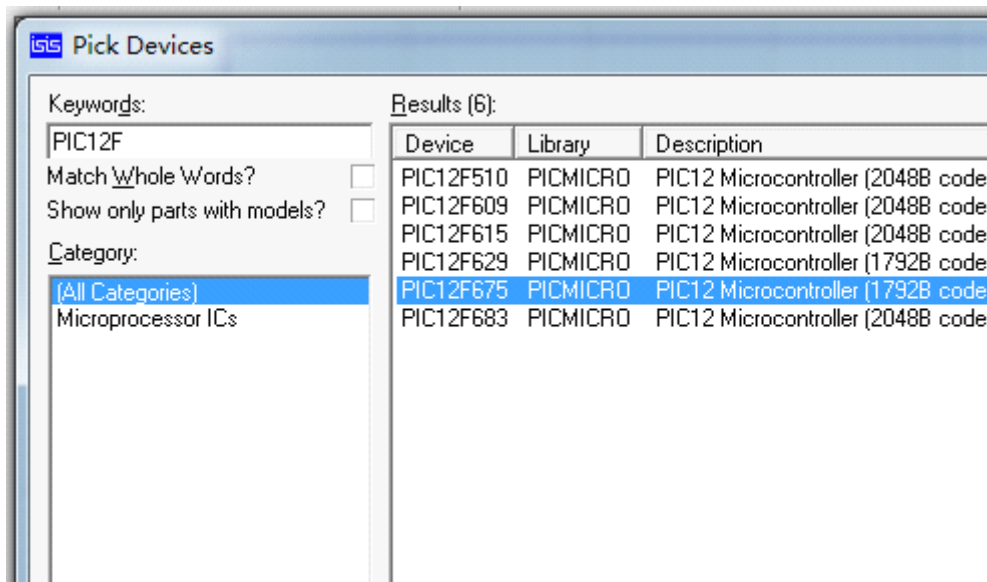 isis Pick Devices
Keywords:
PIC12F
Match Whole Words?
Show only parts with models?
Category:
(All Categories)
Microprocessor ICs
Results (6):
Device Library Description
PIC12F510 PICMICRO PIC12 Microcontroller (2048B code
PIC12F609 PICMICRO PIC12 Microcontroller (2048B code
PIC12F615 PICMICRO PIC12 Microcontroller (2048B code
PIC12F629 PICMICRO PIC12 Microcontroller (1792B code
PIC12F675 PICMICRO PIC12 Microcontroller (1792B code
PIC12F683 PICMICRO PIC12 Microcontroller (2048B code